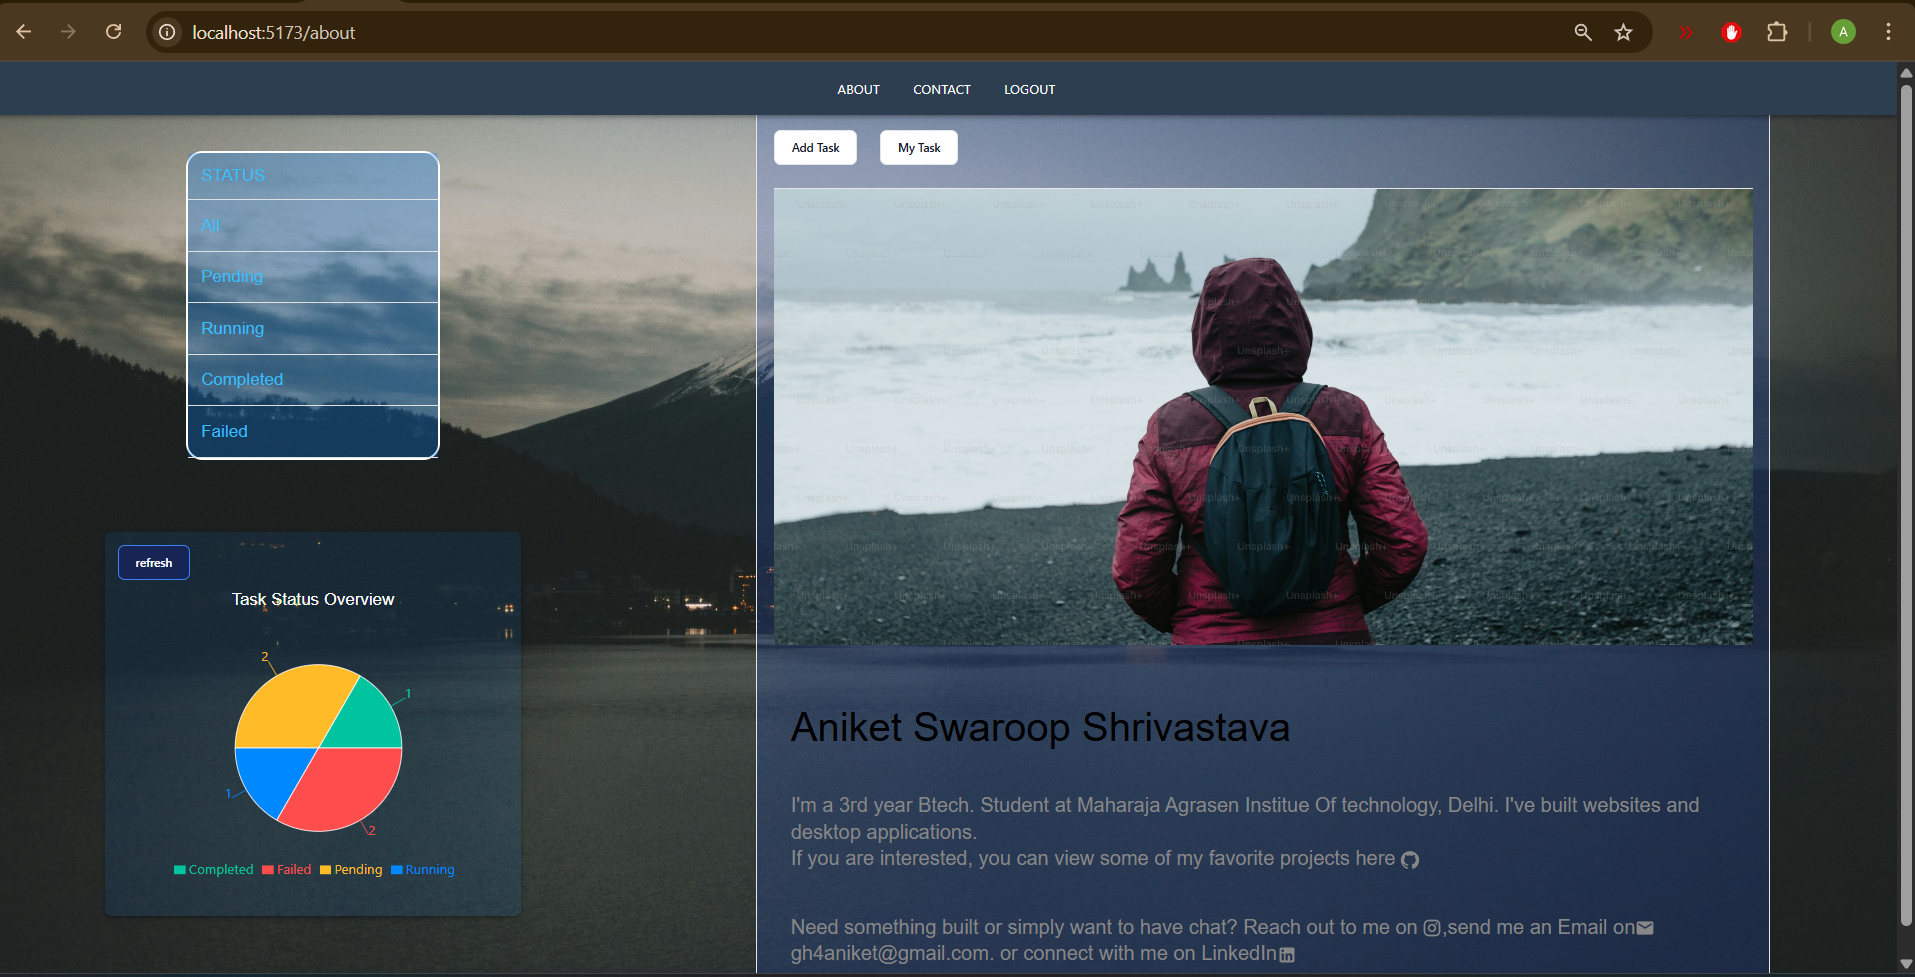 localhost:5173/about
A
ABOUT CONTACT LOGOUT
STATUS
All
Pending
Running
Completed
Failed
refresh
Task Status Overview
2
1
1
2
Completed Failed Pending Running
Add Task My Task
Unsplash+
Aniket Swaroop Shrivastava
I'm a 3rd year Btech. Student at Maharaja Agrasen Institue Of technology, Delhi. I've built websites and
desktop applications.
If you are interested, you can view some of my favorite projects here
Need something built or simply want to have chat? Reach out to me on ,send me an Email on
gh4aniket@gmail.com. or connect with me on LinkedIn